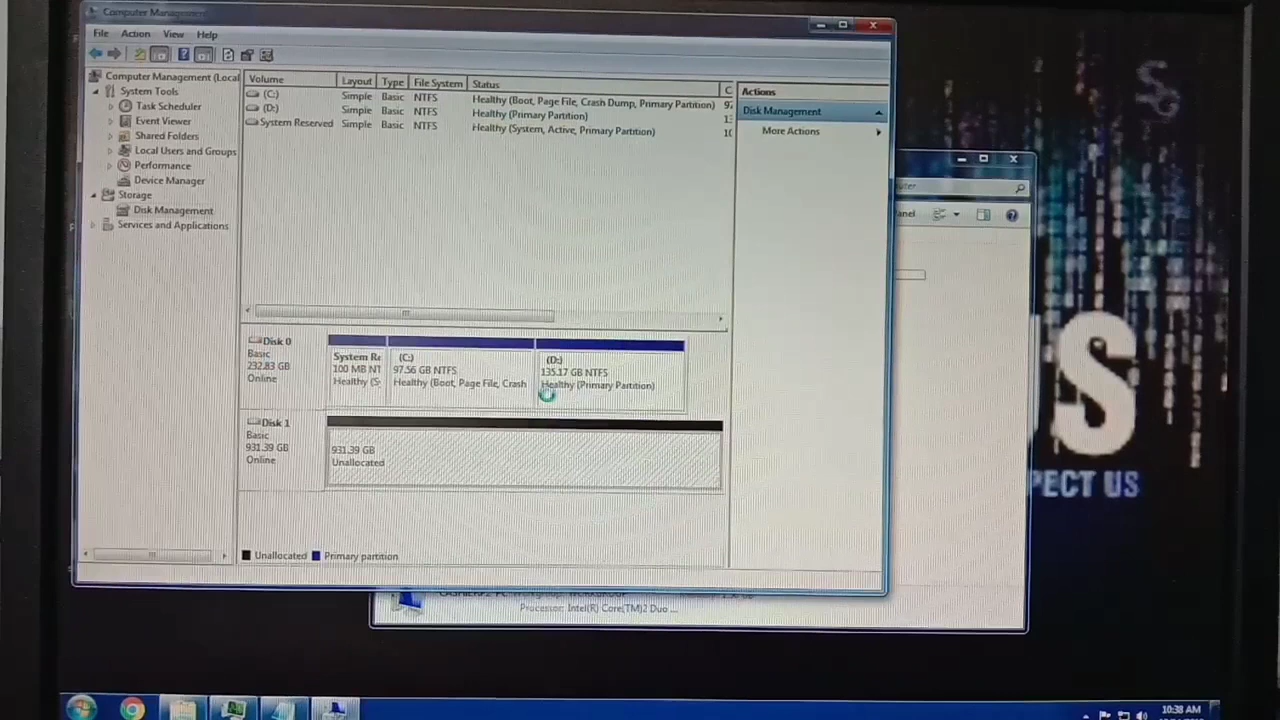 Computer Management
File Action View Help
Computer Management (Local
System Tools
Task Scheduler
Event Viewer
Shared Folders
Local Users and Groups
Performance
Device Manager
Storage
Disk Management
Services and Applications
Volume Layout Type File System Status C
(C:) Simple Basic NTFS Healthy (Boot, Page File, Crash Dump, Primary Partition)
(D:) Simple Basic NTFS Healthy (Primary Partition)
System Reserved Simple Basic NTFS Healthy (System, Active, Primary Partition)
Actions
Disk Management
More Actions
Disk 0
Basic
232.83 GB
Online
System Re
100 MB NT
Healthy (S
(C:)
97.56 GB NTFS
Healthy (Boot, Page File, Crash
(D:)
135.17 GB NTFS
Healthy (Primary Partition)
Disk 1
Basic
931.39 GB
Online
931.39 GB
Unallocated
Unallocated Primary partition
Processor: Intel(R) Core(TM)2 Duo ...
PECT US
10:38 AM